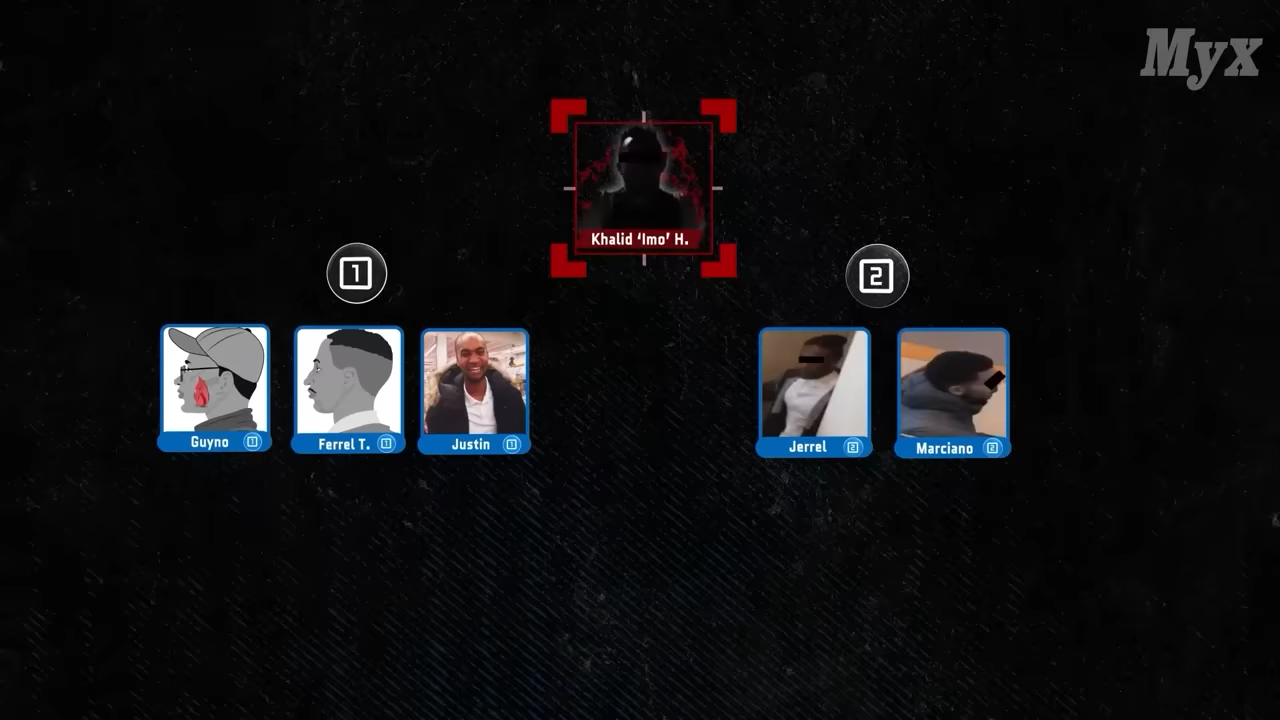 Myx
Khalid ‘Imo’ H.
1
2
Guyno 1
Ferrel T. 1
Justin 1
Jerrel 2
Marciano 2